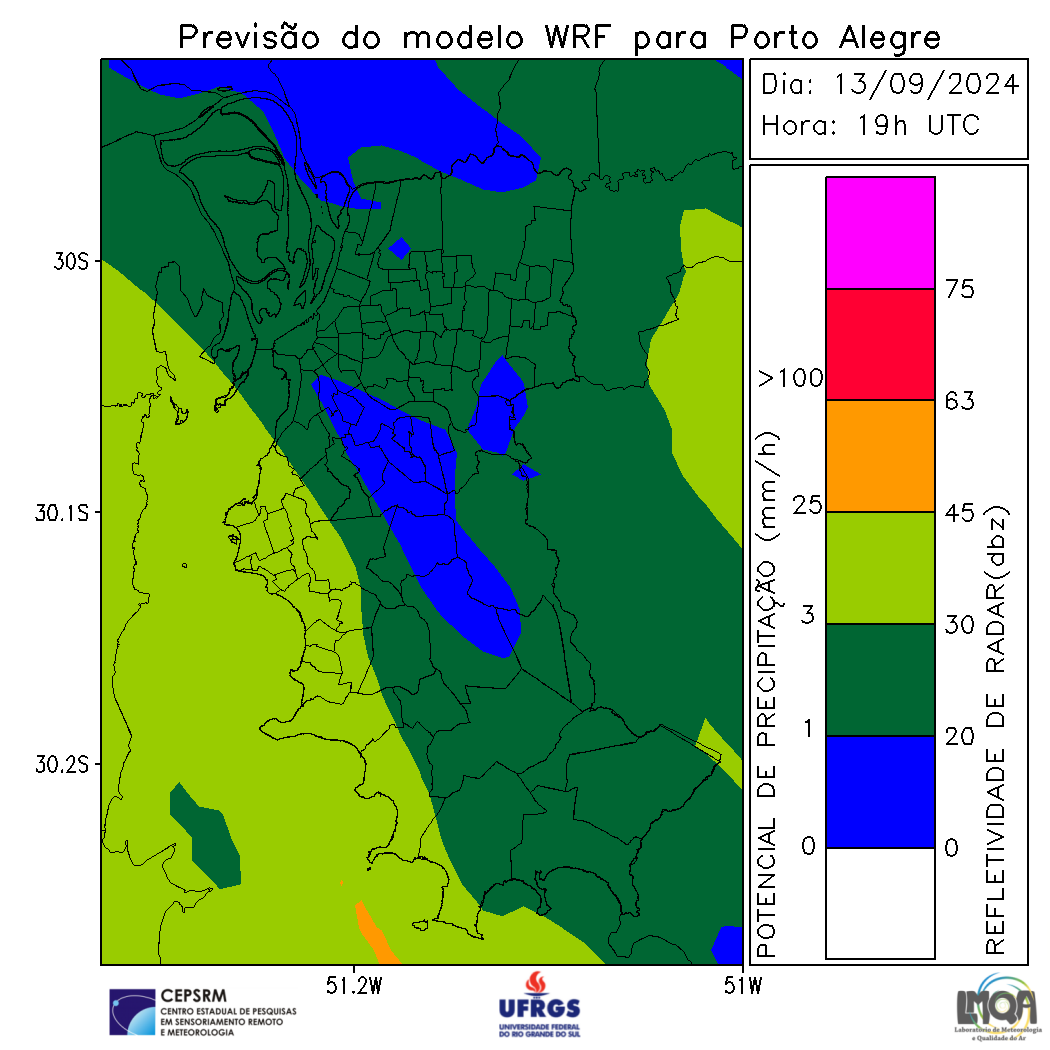 Previsão do modelo WRF para Porto Alegre
Dia: 13/09/2024
Hora: 19h UTC
30S
30.1S
30.2S
51.2W
51W
POTENCIAL DE PRECIPITAÇÃO (mm/h)
>100
25
3
1
0
75
63
45
30
20
0
REFLETIVIDADE DE RADAR(dbz)
CEPSRM
CENTRO ESTADUAL DE PESQUISAS
EM SENSORIAMENTO REMOTO
E METEOROLOGIA
UFRGS
UNIVERSIDADE FEDERAL
DO RIO GRANDE DO SUL
LMQA
Laboratório de Meteorologia
e Qualidade do Ar